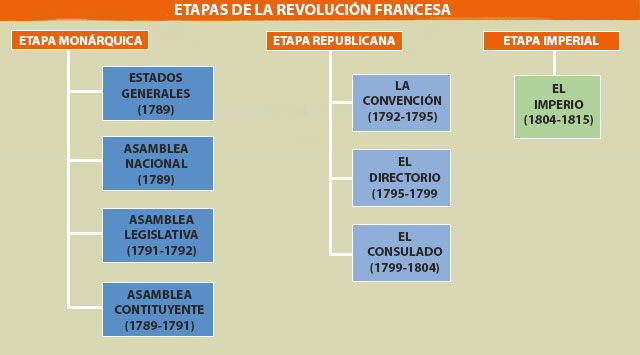 ETAPAS DE LA REVOLUCIÓN FRANCESA
ETAPA MONÁRQUICA
ESTADOS
GENERALES
(1789)
ASAMBLEA
NACIONAL
(1789)
ASAMBLEA
LEGISLATIVA
(1791-1792)
ASAMBLEA
CONTITUYENTE
(1789-1791)
ETAPA REPUBLICANA
LA
CONVENCIÓN
(1792-1795)
EL
DIRECTORIO
(1795-1799
EL
CONSULADO
(1799-1804)
ETAPA IMPERIAL
EL
IMPERIO
(1804-1815)